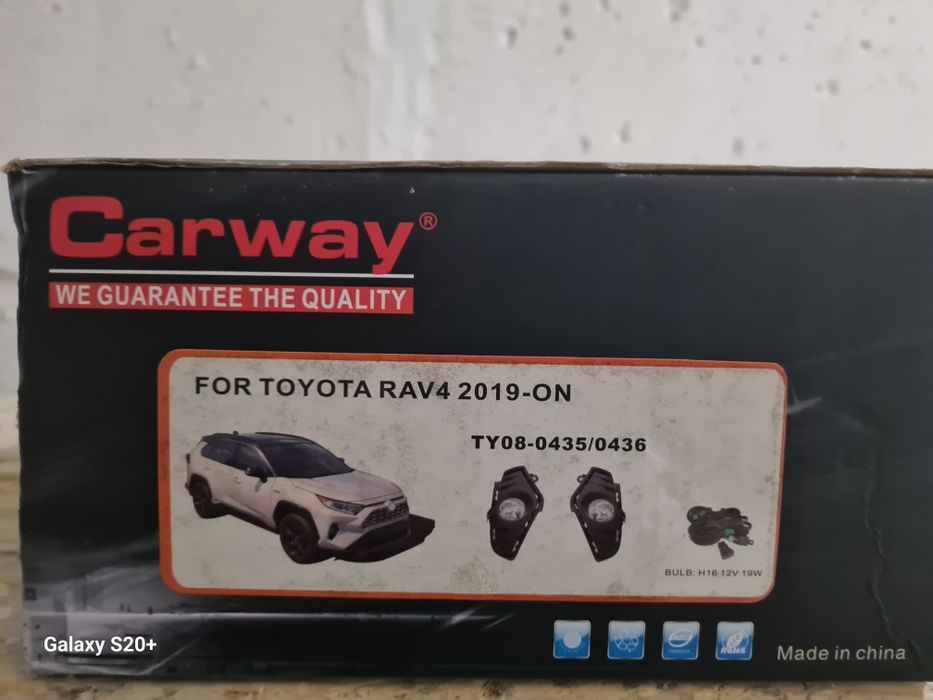 Carway®
WE GUARANTEE THE QUALITY
FOR TOYOTA RAV4 2019-ON
TY08-0435/0436
BULB: H16 12V 19W
RoHS
Made in china
Galaxy S20+